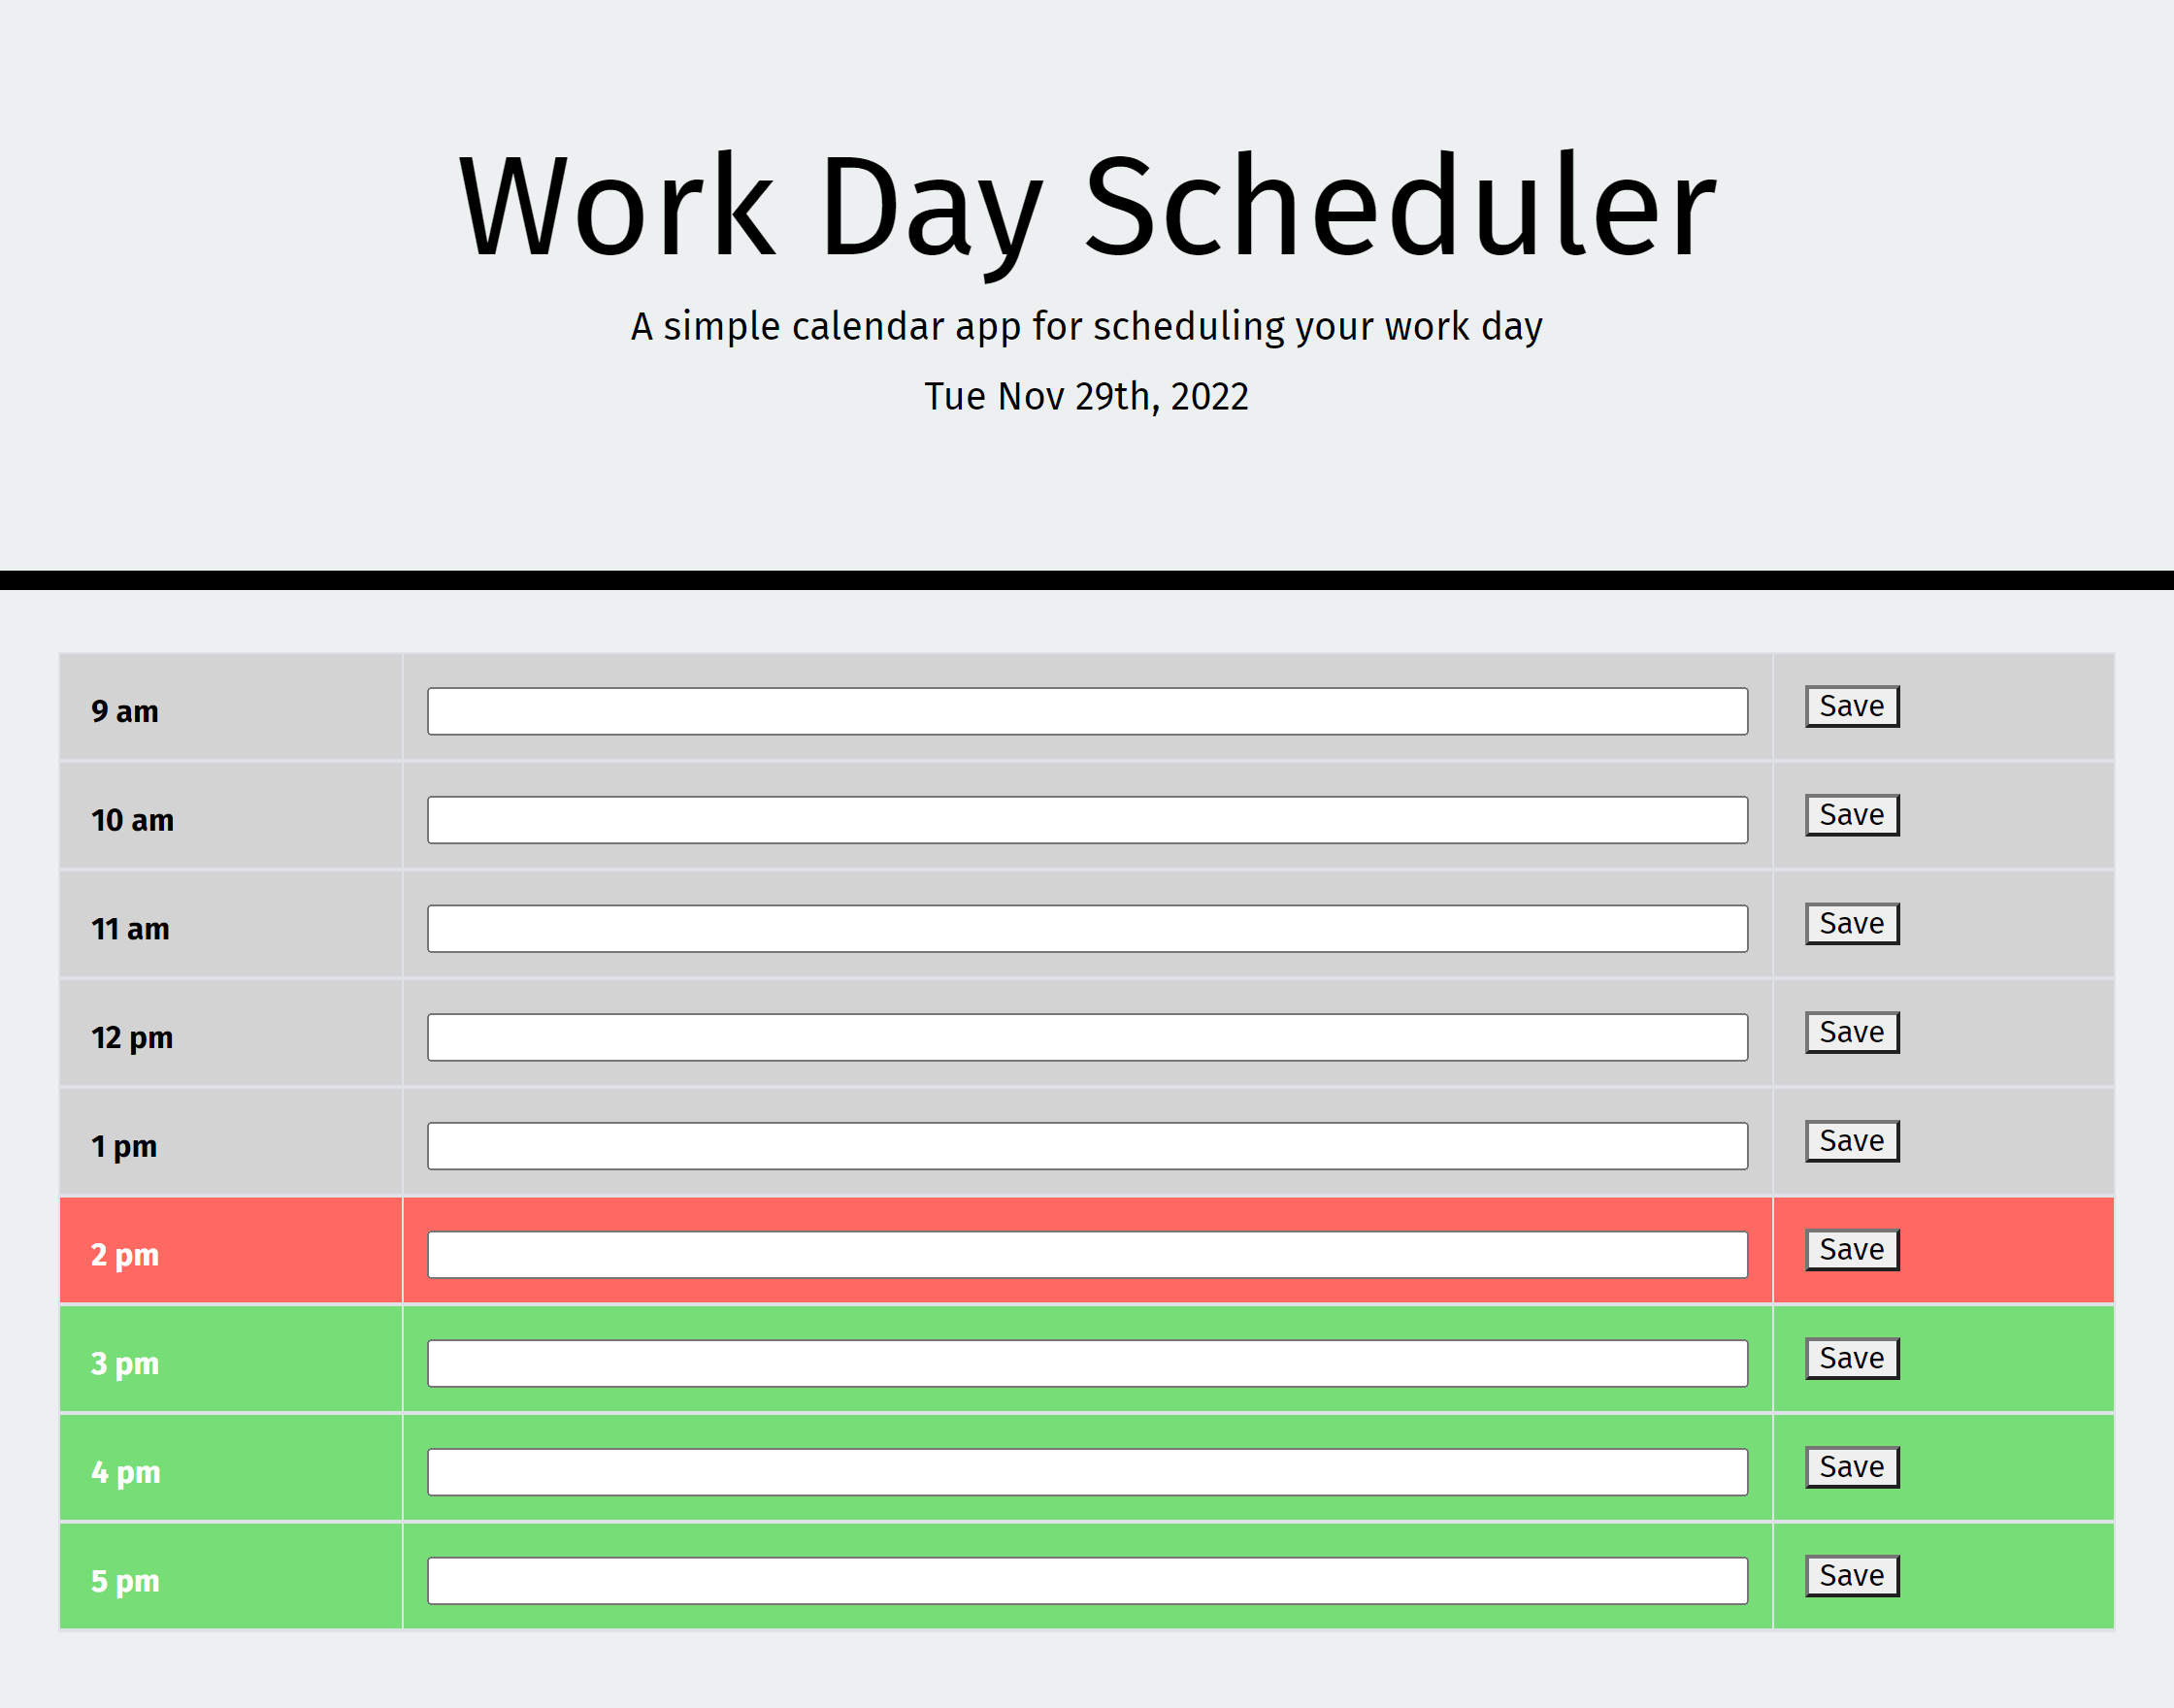 Work Day Scheduler
A simple calendar app for scheduling your work day
Tue Nov 29th, 2022
9 am Save
10 am Save
11 am Save
12 pm Save
1 pm Save
2 pm Save
3 pm Save
4 pm Save
5 pm Save